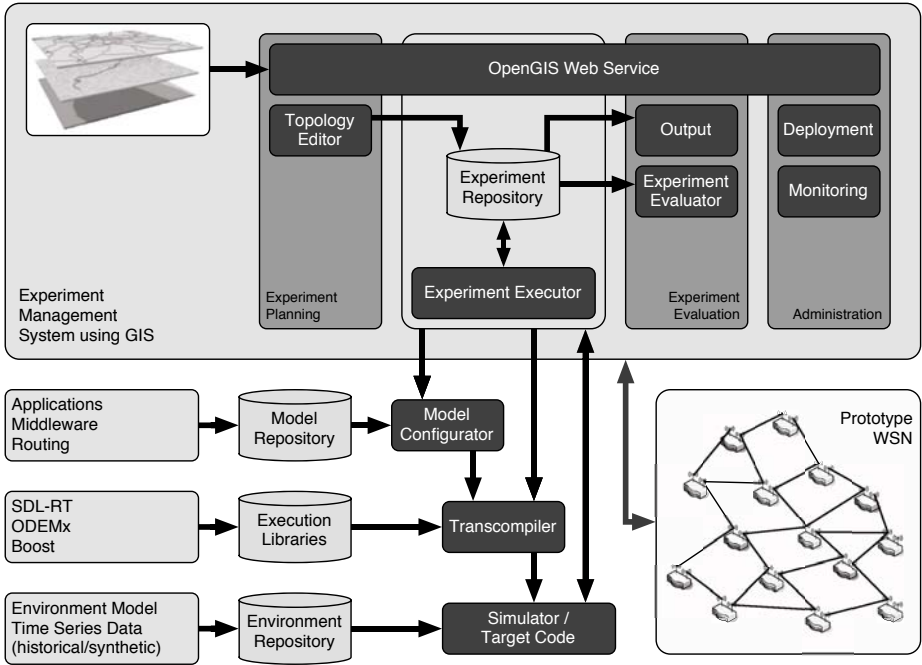 OpenGIS Web Service
Topology
Editor
Output
Deployment
Experiment
Repository
Experiment
Evaluator
Monitoring
Experiment Executor
Experiment
Management
System using GIS
Experiment
Planning
Experiment
Evaluation
Administration
Applications
Middleware
Routing
Model
Repository
Model
Configurator
Prototype
WSN
SDL-RT
ODEMx
Boost
Execution
Libraries
Transcompiler
Environment Model
Time Series Data
(historical/synthetic)
Environment
Repository
Simulator /
Target Code